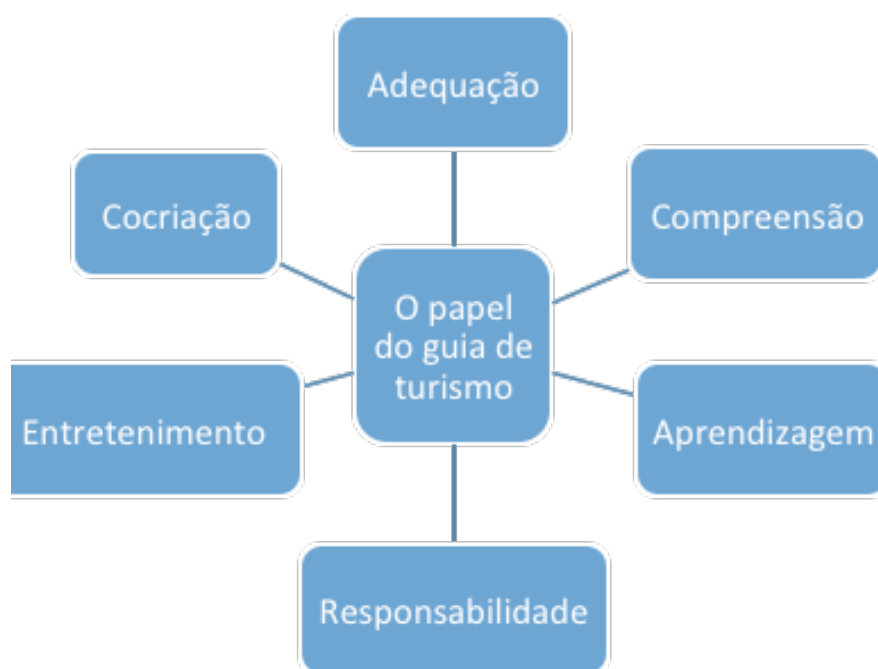 Adequação
Cocriação
Compreensão
O papel
do guia de
turismo
Entretenimento
Aprendizagem
Responsabilidade